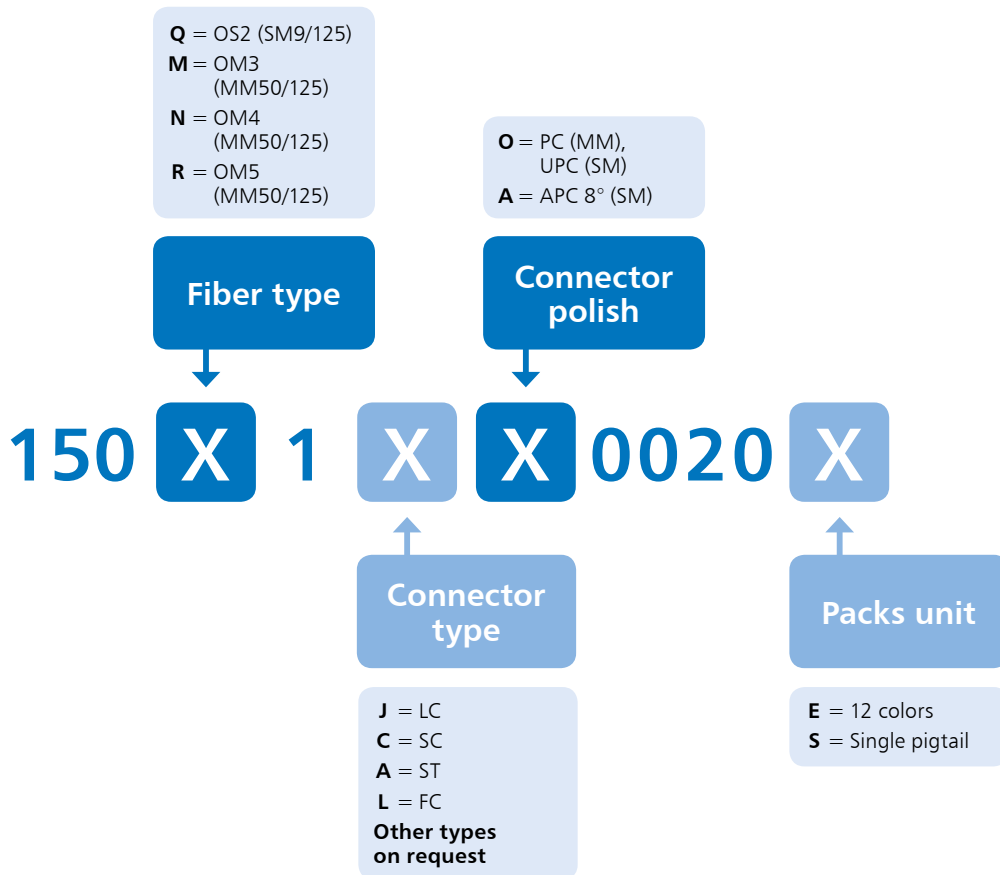 Q = OS2 (SM9/125)
M = OM3
(MM50/125)
N = OM4
(MM50/125)
R = OM5
(MM50/125)
O = PC (MM),
UPC (SM)
A = APC 8° (SM)
Fiber type
Connector
polish
150 X 1 X X 0020 X
Connector
type
Packs unit
J = LC
C = SC
A = ST
L = FC
Other types
on request
E = 12 colors
S = Single pigtail